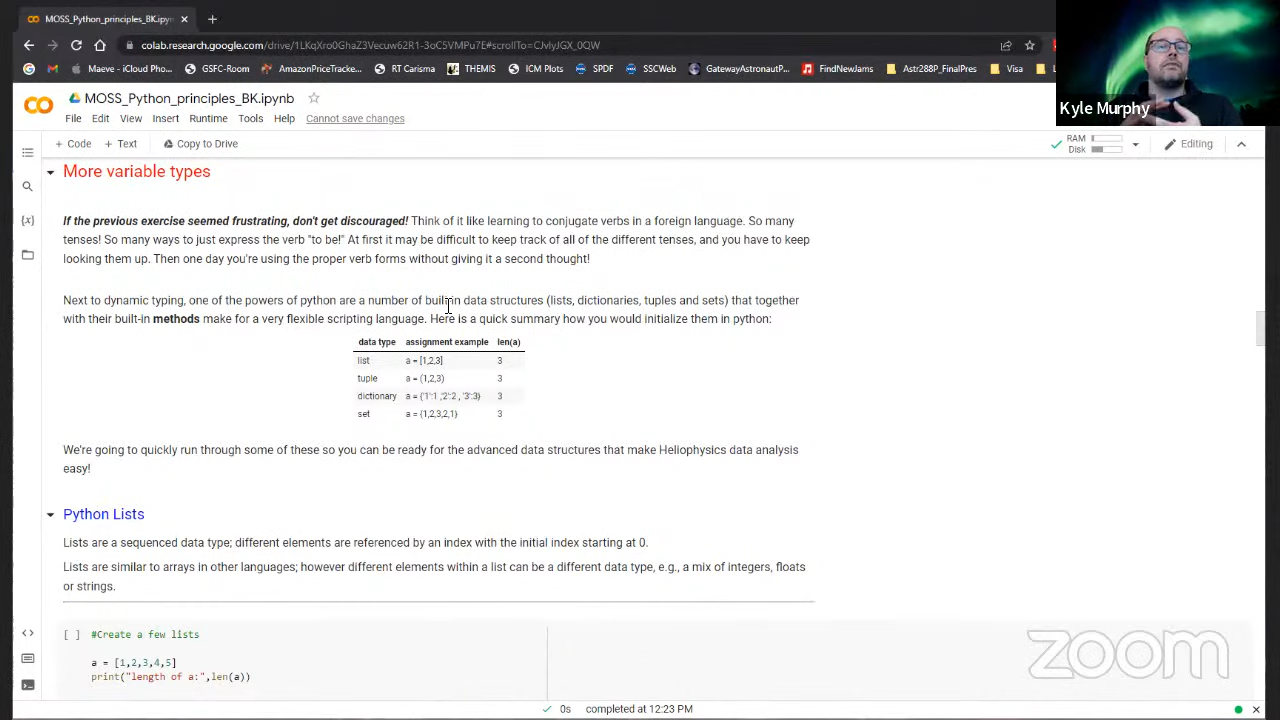 MOSS_Python_principles_BK.ipyn
colab.research.google.com/drive/1LKqXro0GhaZ3Vecuw62R1-3oC5VMPu7E#scrollTo=CJvlyJGX_0QW
Maeve - iCloud Pho...
GSFC-Room
AmazonPriceTracke...
RT Carisma
THEMIS
ICM Plots
SPDF
SSCWeb
GatewayAstronautP...
FindNewJams
Astr288P_FinalPres
Visa
Kyle Murphy
MOSS_Python_principles_BK.ipynb
File Edit View Insert Runtime Tools Help Cannot save changes
+ Code + Text Copy to Drive
RAM
Disk
Editing
More variable types
If the previous exercise seemed frustrating, don't get discouraged! Think of it like learning to conjugate verbs in a foreign language. So many
tenses! So many ways to just express the verb "to be!" At first it may be difficult to keep track of all of the different tenses, and you have to keep
looking them up. Then one day you're using the proper verb forms without giving it a second thought!
Next to dynamic typing, one of the powers of python are a number of built-in data structures (lists, dictionaries, tuples and sets) that together
with their built-in methods make for a very flexible scripting language. Here is a quick summary how you would initialize them in python:
data type assignment example len(a)
list a = [1,2,3] 3
tuple a = (1,2,3) 3
dictionary a = {'1':1 ,'2':2 , '3':3} 3
set a = {1,2,3,2,1} 3
We're going to quickly run through some of these so you can be ready for the advanced data structures that make Heliophysics data analysis
easy!
Python Lists
Lists are a sequenced data type; different elements are referenced by an index with the initial index starting at 0.
Lists are similar to arrays in other languages; however different elements within a list can be a different data type, e.g., a mix of integers, floats
or strings.
[ ] #Create a few lists
a = [1,2,3,4,5]
print("length of a:",len(a))
zoom
0s completed at 12:23 PM